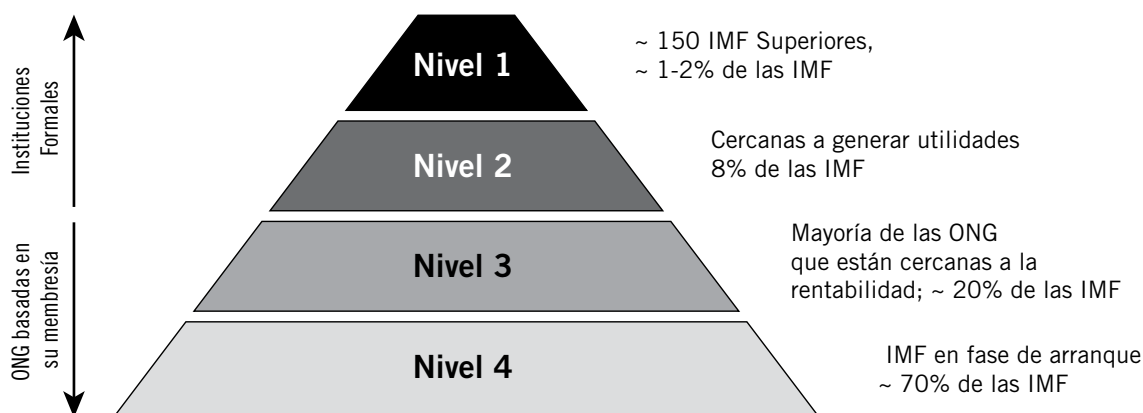 Instituciones
Formales
ONG basadas en
su membresía
Nivel 1
~ 150 IMF Superiores,
~ 1-2% de las IMF
Nivel 2
Cercanas a generar utilidades
8% de las IMF
Nivel 3
Mayoría de las ONG
que están cercanas a la
rentabilidad; ~ 20% de las IMF
Nivel 4
IMF en fase de arranque
~ 70% de las IMF